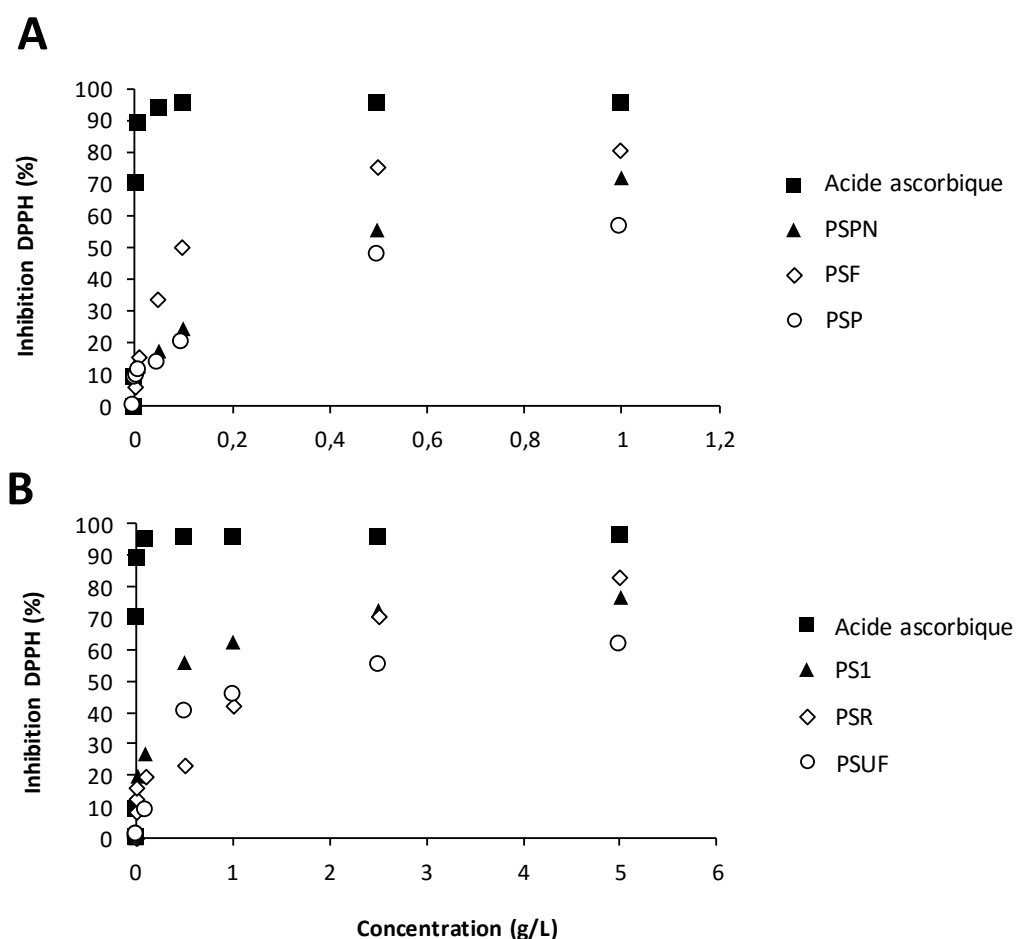 A
Inhibition DPPH (%)
100
90
80
70
60
50
40
30
20
10
0
0 0,2 0,4 0,6 0,8 1 1,2
Acide ascorbique
PSPN
PSF
PSP
B
Inhibition DPPH (%)
100
90
80
70
60
50
40
30
20
10
0
0 1 2 3 4 5 6
Concentration (g/L)
Acide ascorbique
PS1
PSR
PSUF